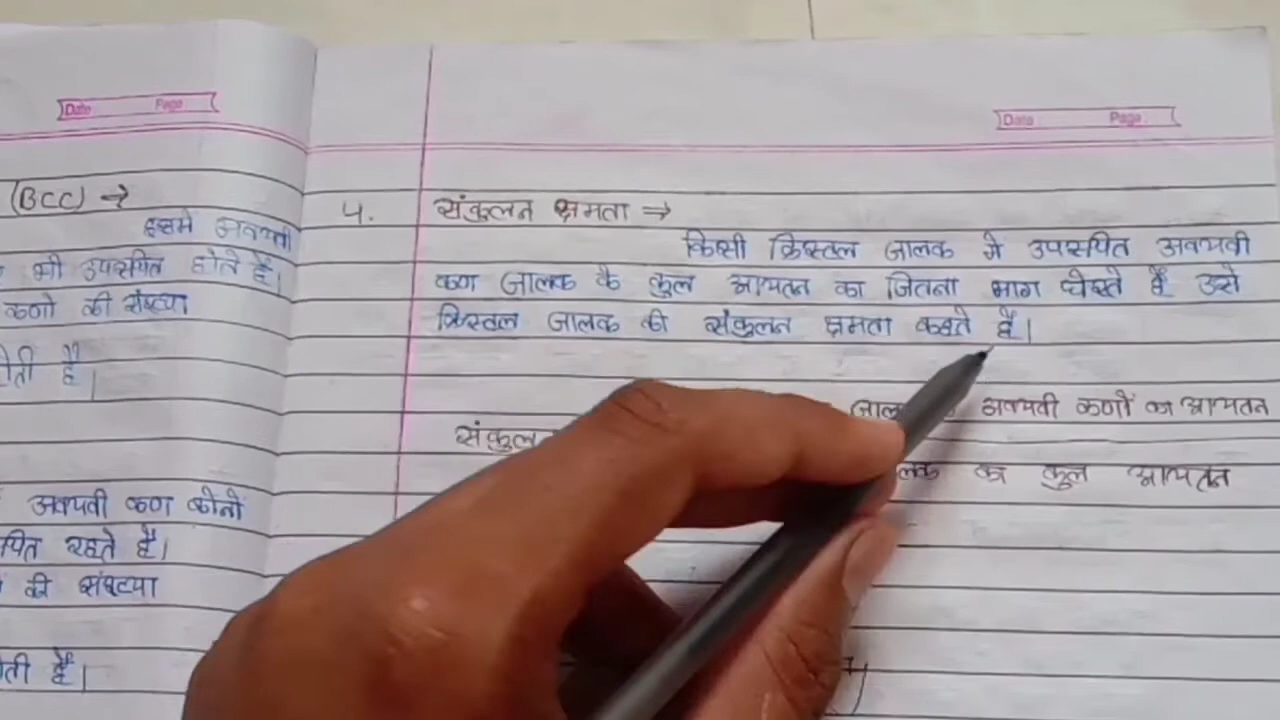 Date Page
(BCC) →
इसमे अवयवी
भी उपस्थित होते हैं।
कणो की संख्या
होती है।
अवयवी कण कोनो
रहते है।
की संख्या
है।
Date Page
4. संकुलन क्षमता ⇒
किसी क्रिस्टल जालक मे उपस्थित अवयवी
कण जालक के कुल आयतन का जितना भाग घेरते है उसे
क्रिस्टल जालक की संकुलन क्षमता कहते है।
अवयवी कणों का आयतन
का कुल आयतन